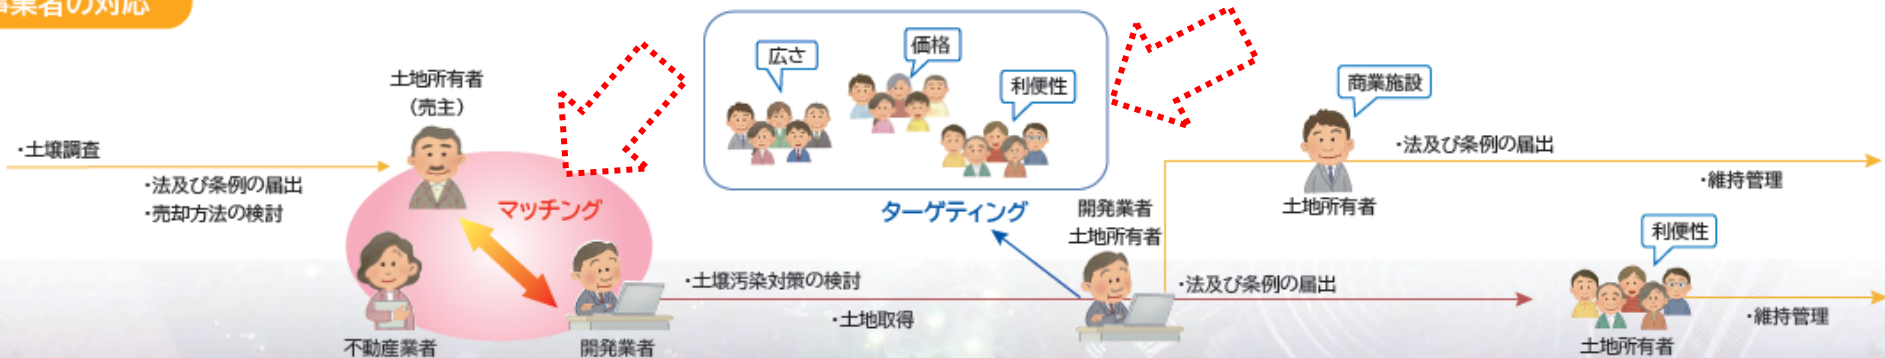 事業者の対応
・土壌調査
・法及び条例の届出
・売却方法の検討
土地所有者
（売主）
マッチング
不動産業者
開発業者
・土壌汚染対策の検討
・土地取得
広さ
価格
利便性
ターゲティング
開発業者
土地所有者
商業施設
土地所有者
・法及び条例の届出
・維持管理
・法及び条例の届出
利便性
土地所有者
・維持管理